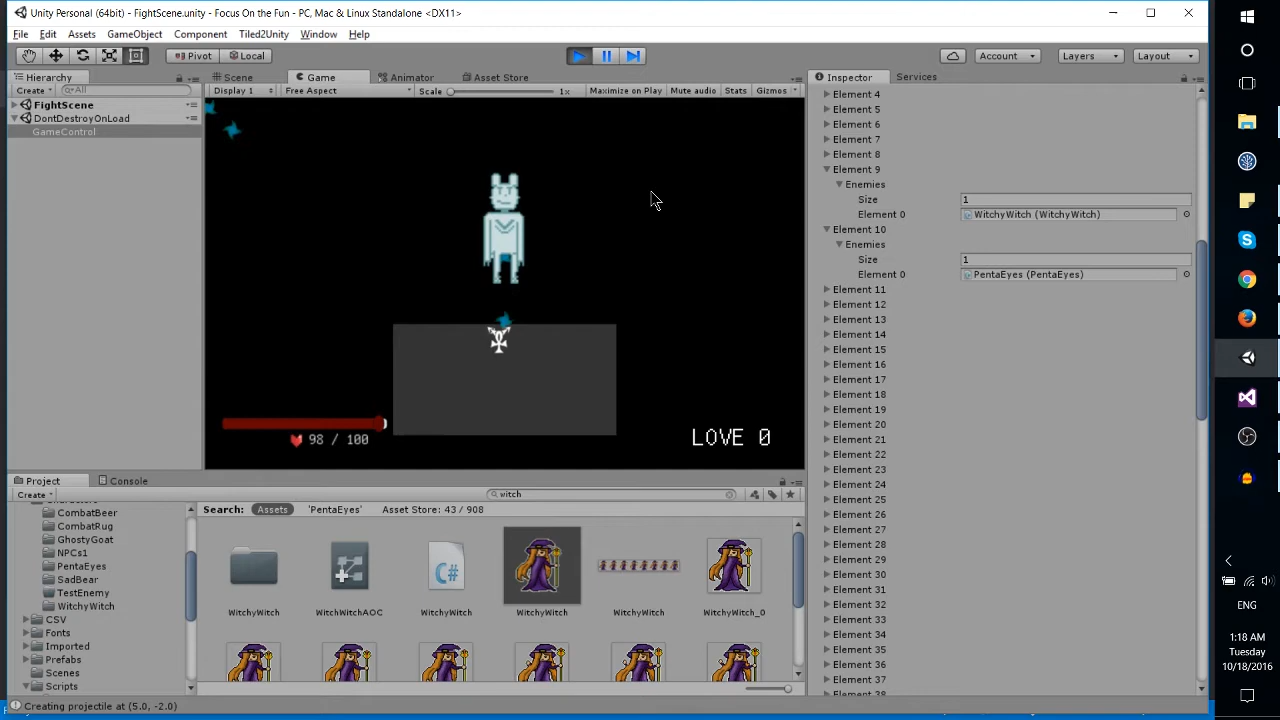 Unity Personal (64bit) - FightScene.unity - Focus On the Fun - PC, Mac & Linux Standalone <DX11>
File Edit Assets GameObject Component Tiled2Unity Window Help
Pivot Local Account Layers Layout
Hierarchy
Create All
FightScene
DontDestroyOnLoad
GameControl
Scene Game Animator Asset Store
Display 1 Free Aspect Scale 1x Maximize on Play Mute audio Stats Gizmos
98 / 100
LOVE 0
Inspector Services
Element 4
Element 5
Element 6
Element 7
Element 8
Element 9
Enemies
Size 1
Element 0 WitchyWitch (WitchyWitch)
Element 10
Enemies
Size 1
Element 0 PentaEyes (PentaEyes)
Element 11
Element 12
Element 13
Element 14
Element 15
Element 16
Element 17
Element 18
Element 19
Element 20
Element 21
Element 22
Element 23
Element 24
Element 25
Element 26
Element 27
Element 28
Element 29
Element 30
Element 31
Element 32
Element 33
Element 34
Element 35
Element 36
Element 37
Element 38
Project Console
Create witch
CombatBeer
CombatRug
GhostyGoat
NPCs1
PentaEyes
SadBear
TestEnemy
WitchyWitch
CSV
Fonts
Imported
Prefabs
Scenes
Scripts
Search: Assets 'PentaEyes' Asset Store: 43 / 908
C#
WitchyWitch WitchWitchAOC WitchyWitch WitchyWitch WitchyWitch WitchyWitch_0
Creating projectile at (5.0, -2.0)
ENG
1:18 AM
Tuesday
10/18/2016